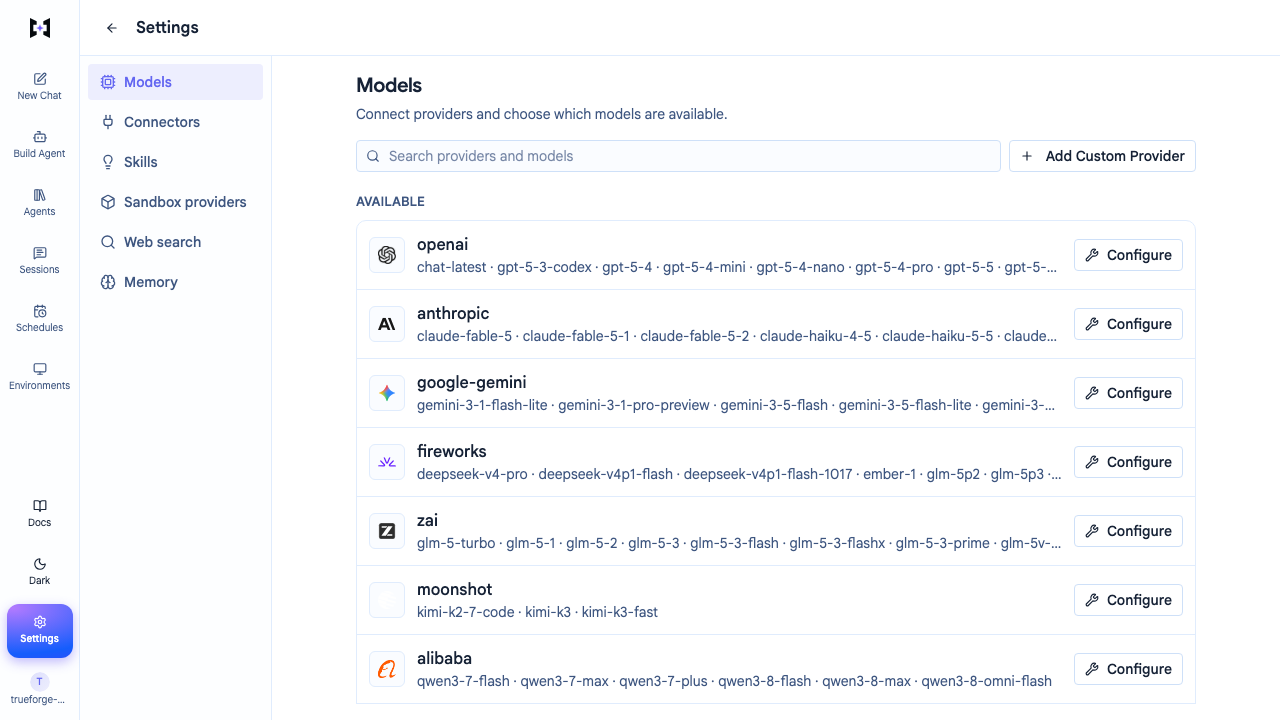 Settings
New Chat
Build Agent
Agents
Sessions
Schedules
Environments
Docs
Dark
Settings
T
trueforge-...
Models
Connectors
Skills
Sandbox providers
Web search
Memory
Models
Connect providers and choose which models are available.
Search providers and models
Add Custom Provider
AVAILABLE
openai
chat-latest · gpt-5-3-codex · gpt-5-4 · gpt-5-4-mini · gpt-5-4-nano · gpt-5-4-pro · gpt-5-5 · gpt-5-...
Configure
anthropic
claude-fable-5 · claude-fable-5-1 · claude-fable-5-2 · claude-haiku-4-5 · claude-haiku-5-5 · claude...
Configure
google-gemini
gemini-3-1-flash-lite · gemini-3-1-pro-preview · gemini-3-5-flash · gemini-3-5-flash-lite · gemini-3-...
Configure
fireworks
deepseek-v4-pro · deepseek-v4p1-flash · deepseek-v4p1-flash-1017 · ember-1 · glm-5p2 · glm-5p3 ·...
Configure
zai
glm-5-turbo · glm-5-1 · glm-5-2 · glm-5-3 · glm-5-3-flash · glm-5-3-flashx · glm-5-3-prime · glm-5v-...
Configure
moonshot
kimi-k2-7-code · kimi-k3 · kimi-k3-fast
Configure
alibaba
qwen3-7-flash · qwen3-7-max · qwen3-7-plus · qwen3-8-flash · qwen3-8-max · qwen3-8-omni-flash
Configure